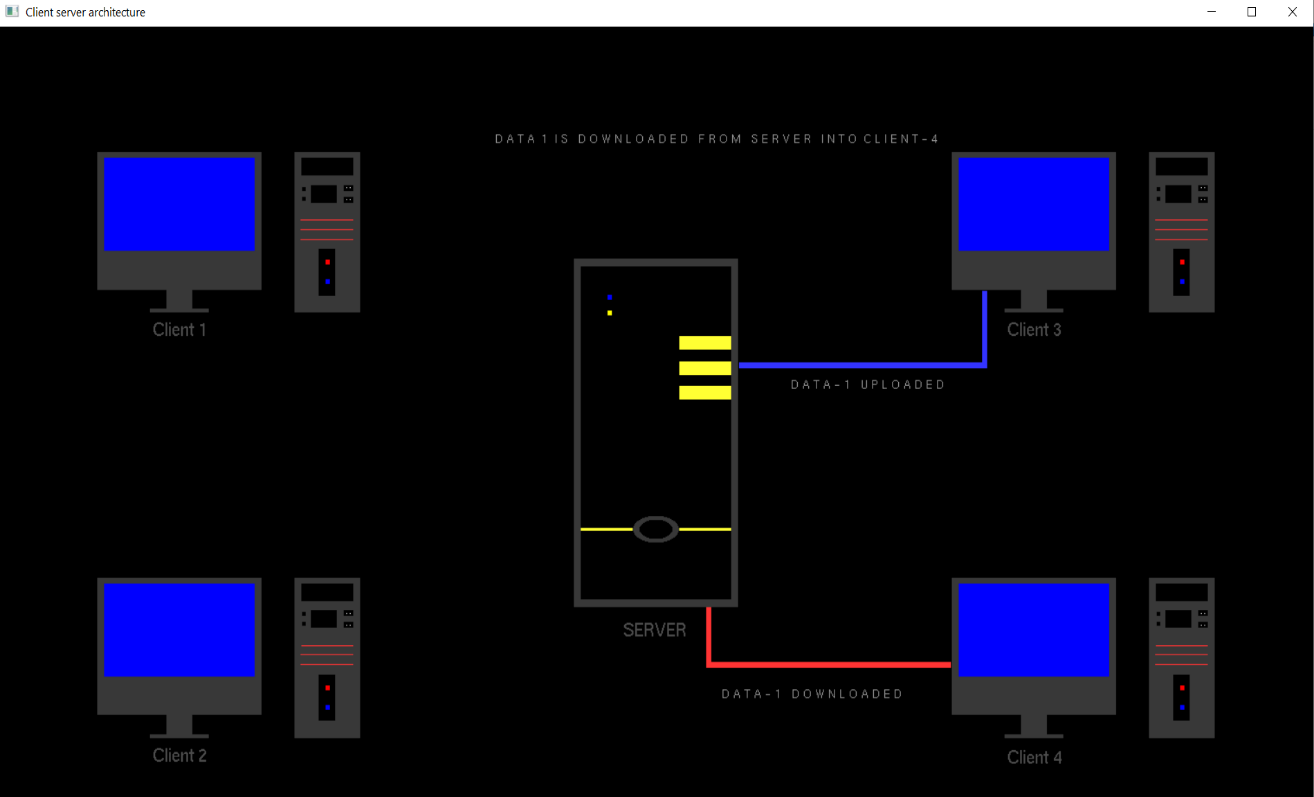 Client server architecture
DATA 1 IS DOWNLOADED FROM SERVER INTO CLIENT-4
Client 1
Client 3
DATA-1 UPLOADED
SERVER
DATA-1 DOWNLOADED
Client 2
Client 4